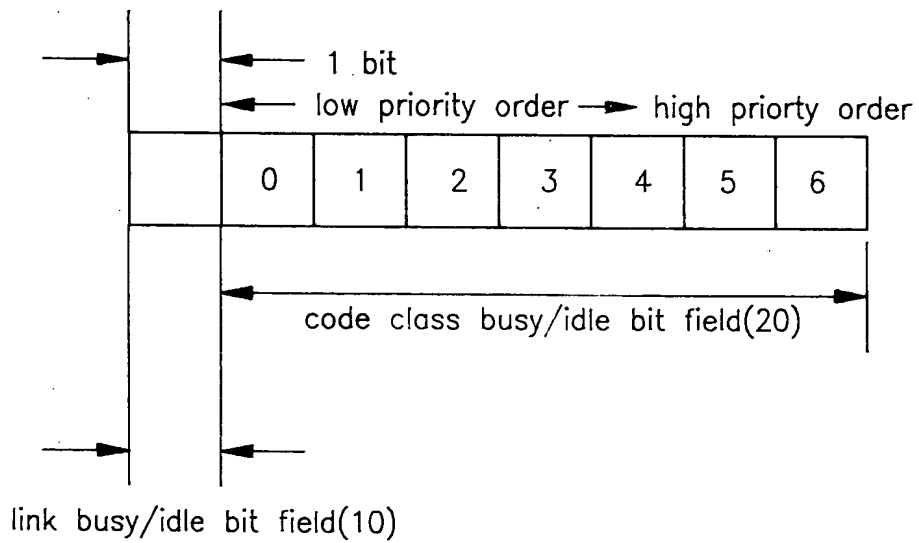 1 bit
low priority order
high priorty order
0 1 2 3 4 5 6
code class busy/idle bit field(20)
link busy/idle bit field(10)